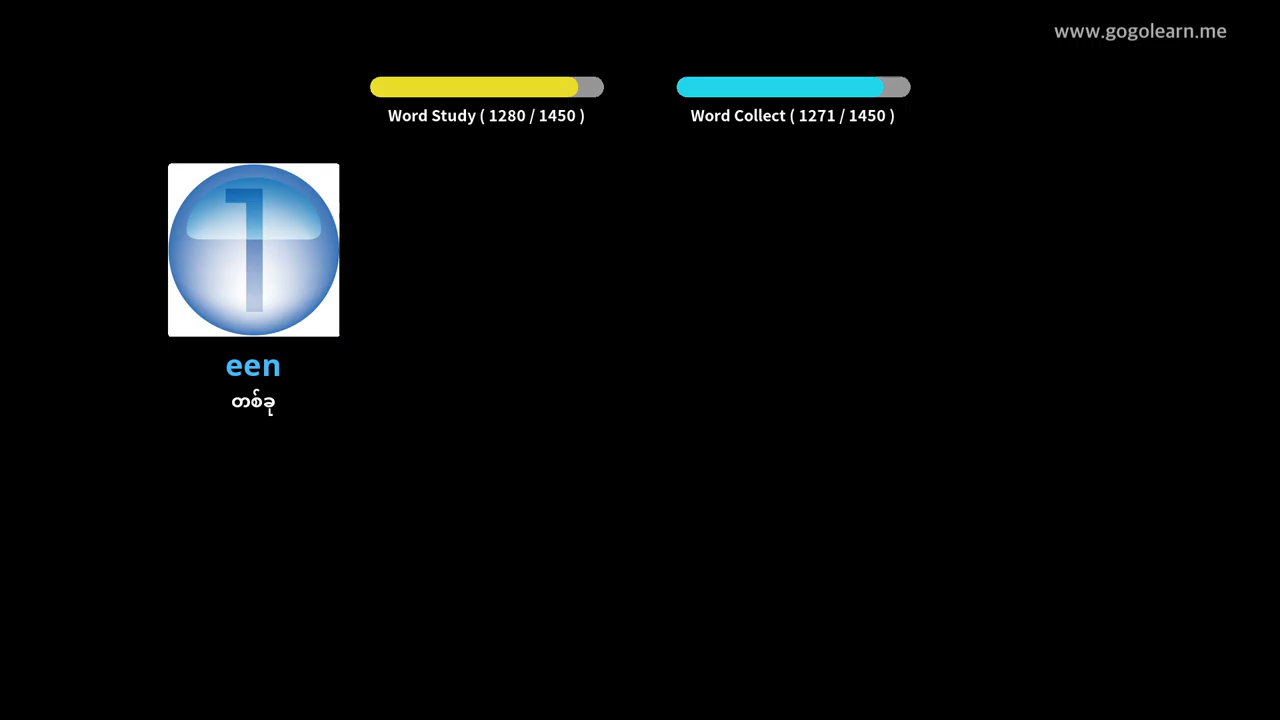 www.gogolearn.me
Word Study ( 1280 / 1450 )
Word Collect ( 1271 / 1450 )
1
een
တစ်ခု